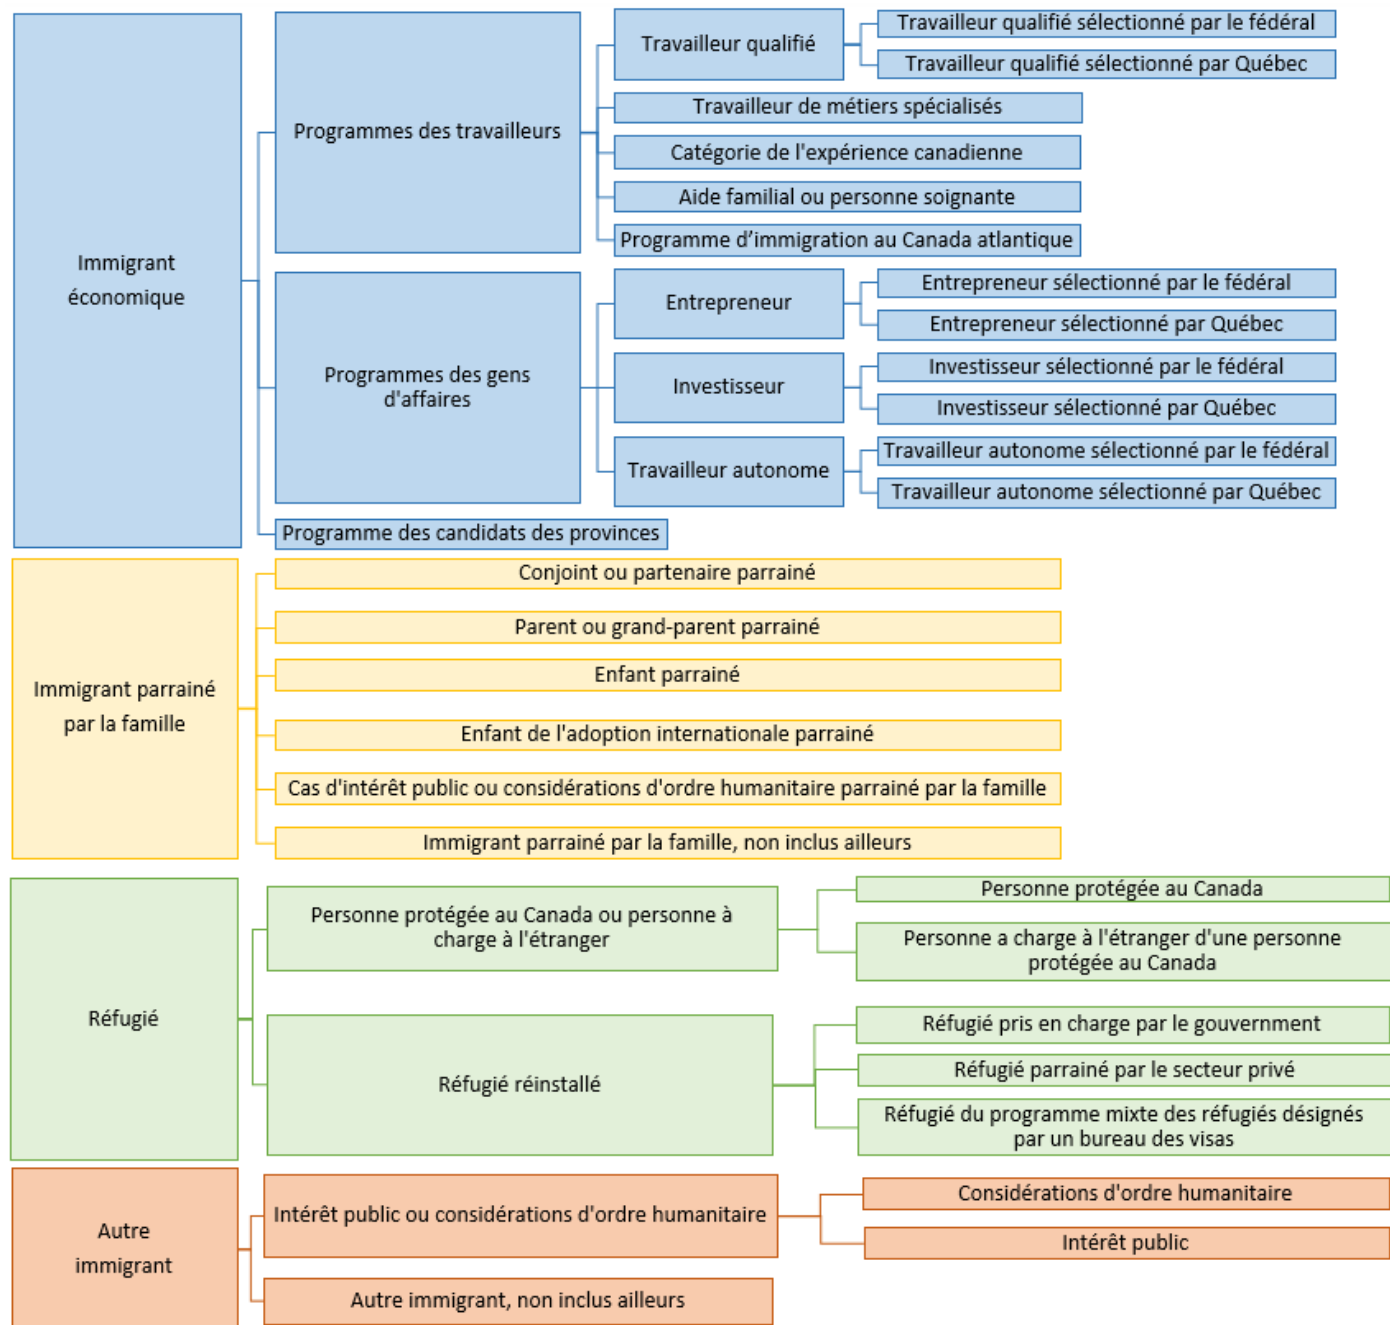 Immigrant
économique
Programmes des travailleurs
Travailleur qualifié
Travailleur qualifié sélectionné par le fédéral
Travailleur qualifié sélectionné par Québec
Travailleur de métiers spécialisés
Catégorie de l'expérience canadienne
Aide familial ou personne soignante
Programme d’immigration au Canada atlantique
Programmes des gens
d'affaires
Entrepreneur
Entrepreneur sélectionné par le fédéral
Entrepreneur sélectionné par Québec
Investisseur
Investisseur sélectionné par le fédéral
Investisseur sélectionné par Québec
Travailleur autonome
Travailleur autonome sélectionné par le fédéral
Travailleur autonome sélectionné par Québec
Programme des candidats des provinces
Immigrant parrainé
par la famille
Conjoint ou partenaire parrainé
Parent ou grand-parent parrainé
Enfant parrainé
Enfant de l'adoption internationale parrainé
Cas d'intérêt public ou considérations d'ordre humanitaire parrainé par la famille
Immigrant parrainé par la famille, non inclus ailleurs
Réfugié
Personne protégée au Canada ou personne à
charge à l'étranger
Personne protégée au Canada
Personne a charge à l'étranger d'une personne
protégée au Canada
Réfugié réinstallé
Réfugié pris en charge par le gouvernment
Réfugié parrainé par le secteur privé
Réfugié du programme mixte des réfugiés désignés
par un bureau des visas
Autre
immigrant
Intérêt public ou considérations d'ordre humanitaire
Considérations d'ordre humanitaire
Intérêt public
Autre immigrant, non inclus ailleurs